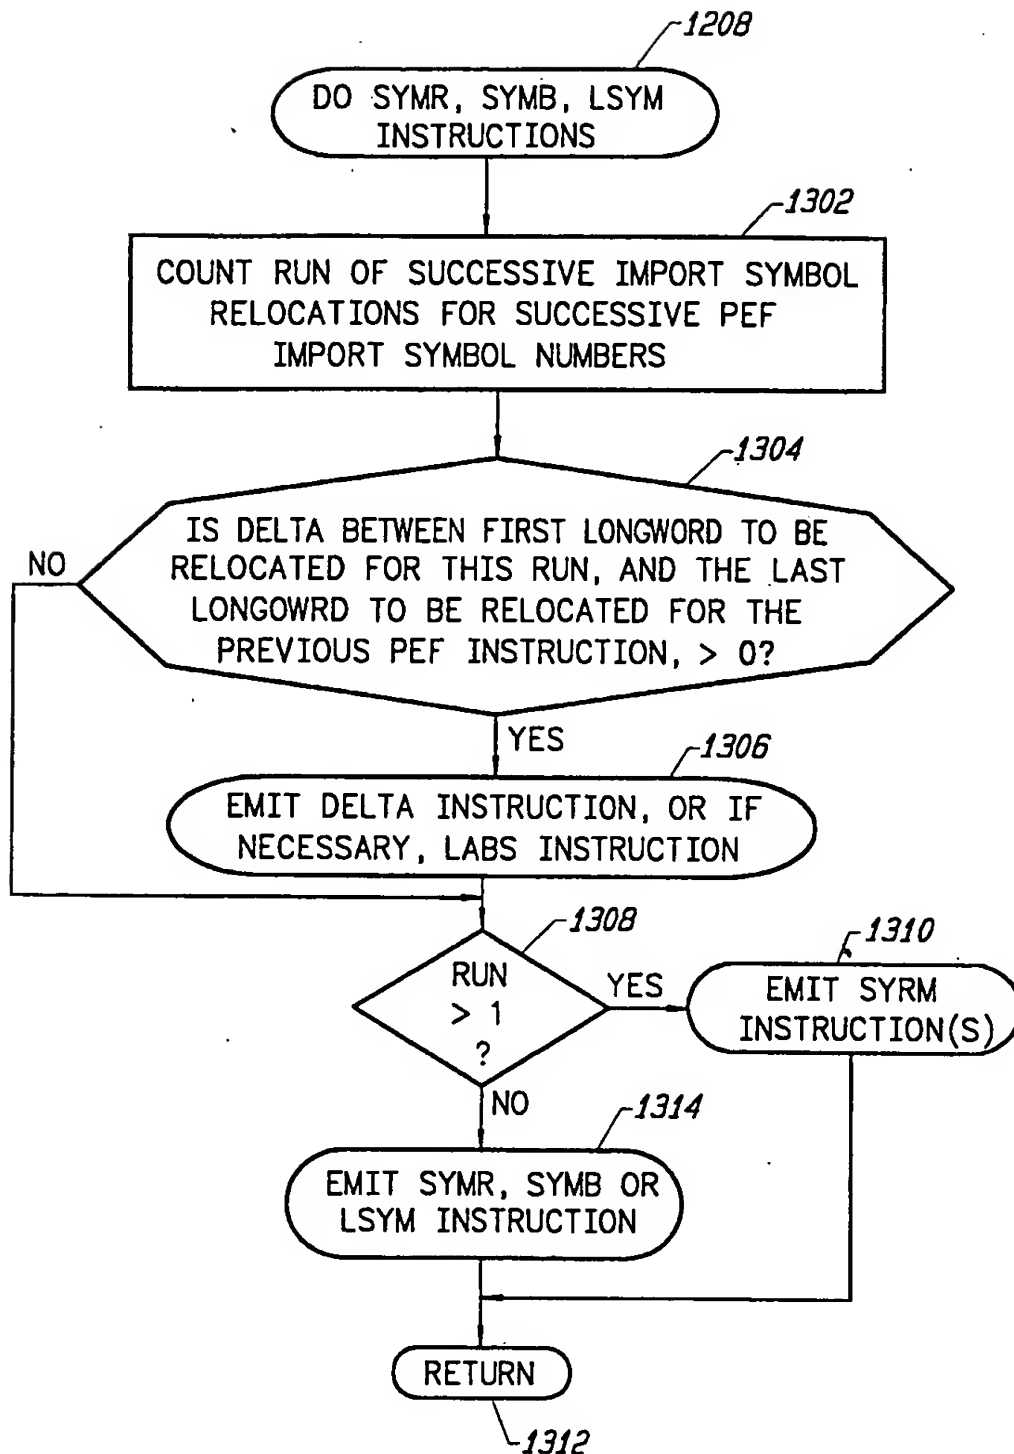 1208
DO SYMR, SYMB, LSYM
INSTRUCTIONS
1302
COUNT RUN OF SUCCESSIVE IMPORT SYMBOL
RELOCATIONS FOR SUCCESSIVE PEF
IMPORT SYMBOL NUMBERS
1304
IS DELTA BETWEEN FIRST LONGWORD TO BE
RELOCATED FOR THIS RUN, AND THE LAST
LONGOWRD TO BE RELOCATED FOR THE
PREVIOUS PEF INSTRUCTION, > 0?
NO
YES
1306
EMIT DELTA INSTRUCTION, OR IF
NECESSARY, LABS INSTRUCTION
1308
RUN
> 1
?
YES
1310
EMIT SYRM
INSTRUCTION(S)
NO
1314
EMIT SYMR, SYMB OR
LSYM INSTRUCTION
RETURN
1312